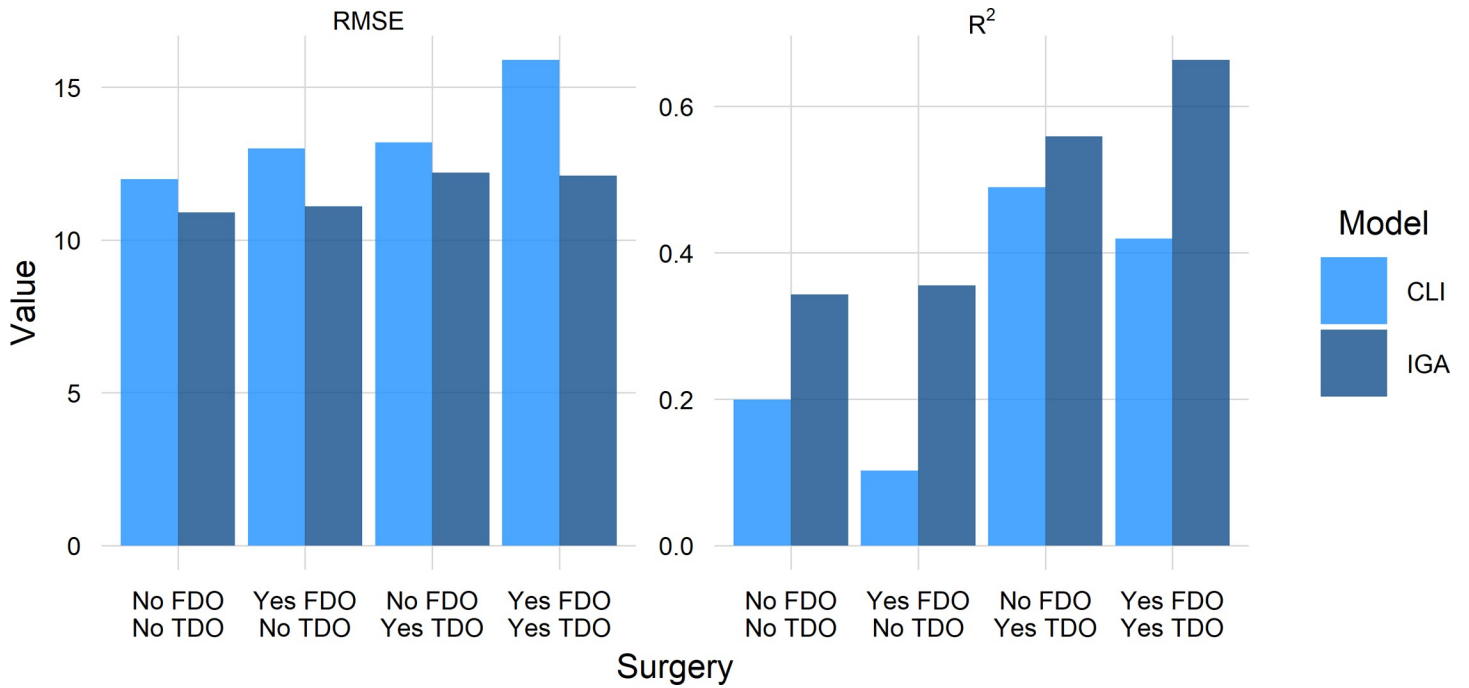 RMSE
R²
Value
15
10
5
0
0.6
0.4
0.2
0.0
No FDO
No TDO
Yes FDO
No TDO
No FDO
Yes TDO
Yes FDO
Yes TDO
No FDO
No TDO
Yes FDO
No TDO
No FDO
Yes TDO
Yes FDO
Yes TDO
Surgery
Model
CLI
IGA